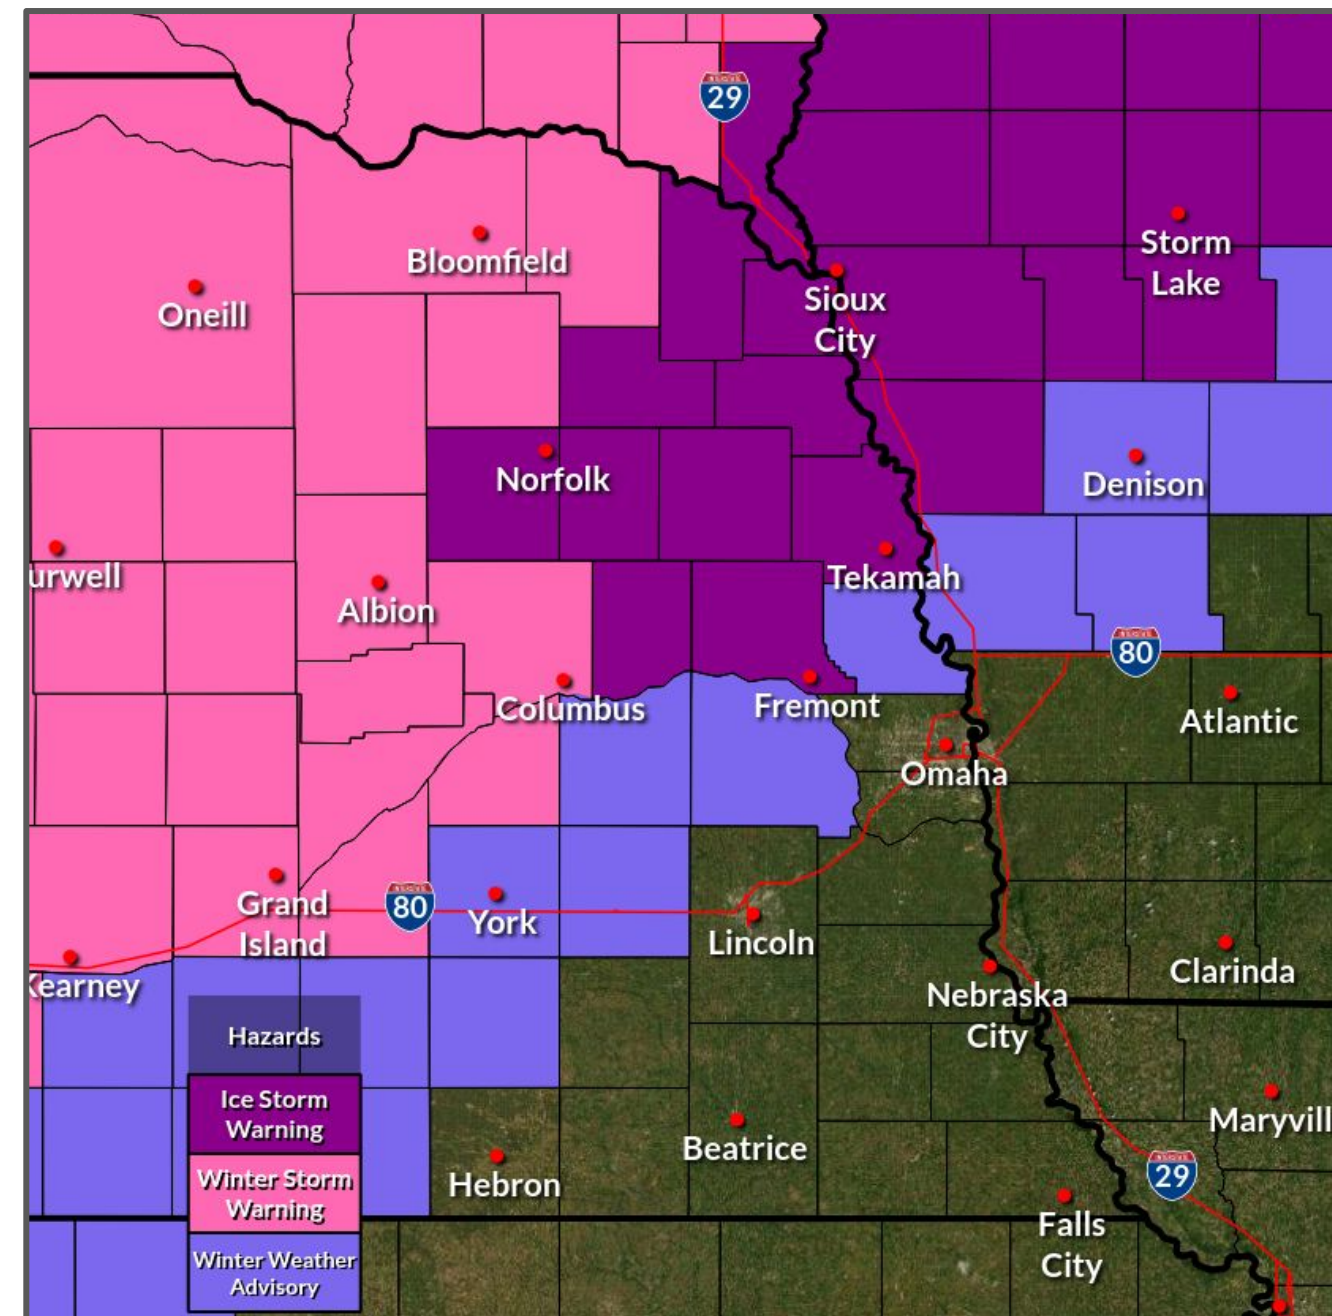 29
Bloomfield
Storm
Lake
Oneill
Sioux
City
Norfolk
Denison
urwell
Tekamah
Albion
80
Columbus
Fremont
Atlantic
Omaha
Grand
Island
80
York
Lincoln
Kearney
Clarinda
Nebraska
City
Hazards
Ice Storm
Warning
Maryvill
Beatrice
Hebron
Winter Storm
Warning
29
Falls
City
Winter Weather
Advisory